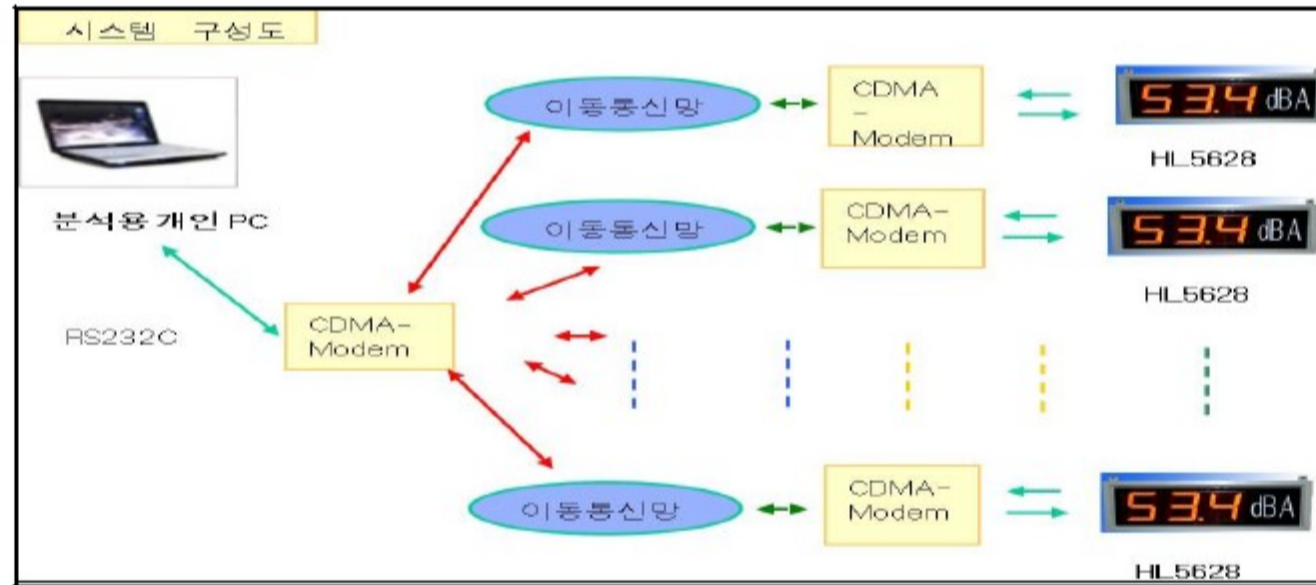 시스템 구성도
이동통신망
CDMA
-
Modem
53.4 dBA
HL5628
분석용 개인 PC
이동통신망
CDMA-
Modem
53.4 dBA
HL5628
RS232C
CDMA-
Modem
이동통신망
CDMA-
Modem
53.4 dBA
HL5628